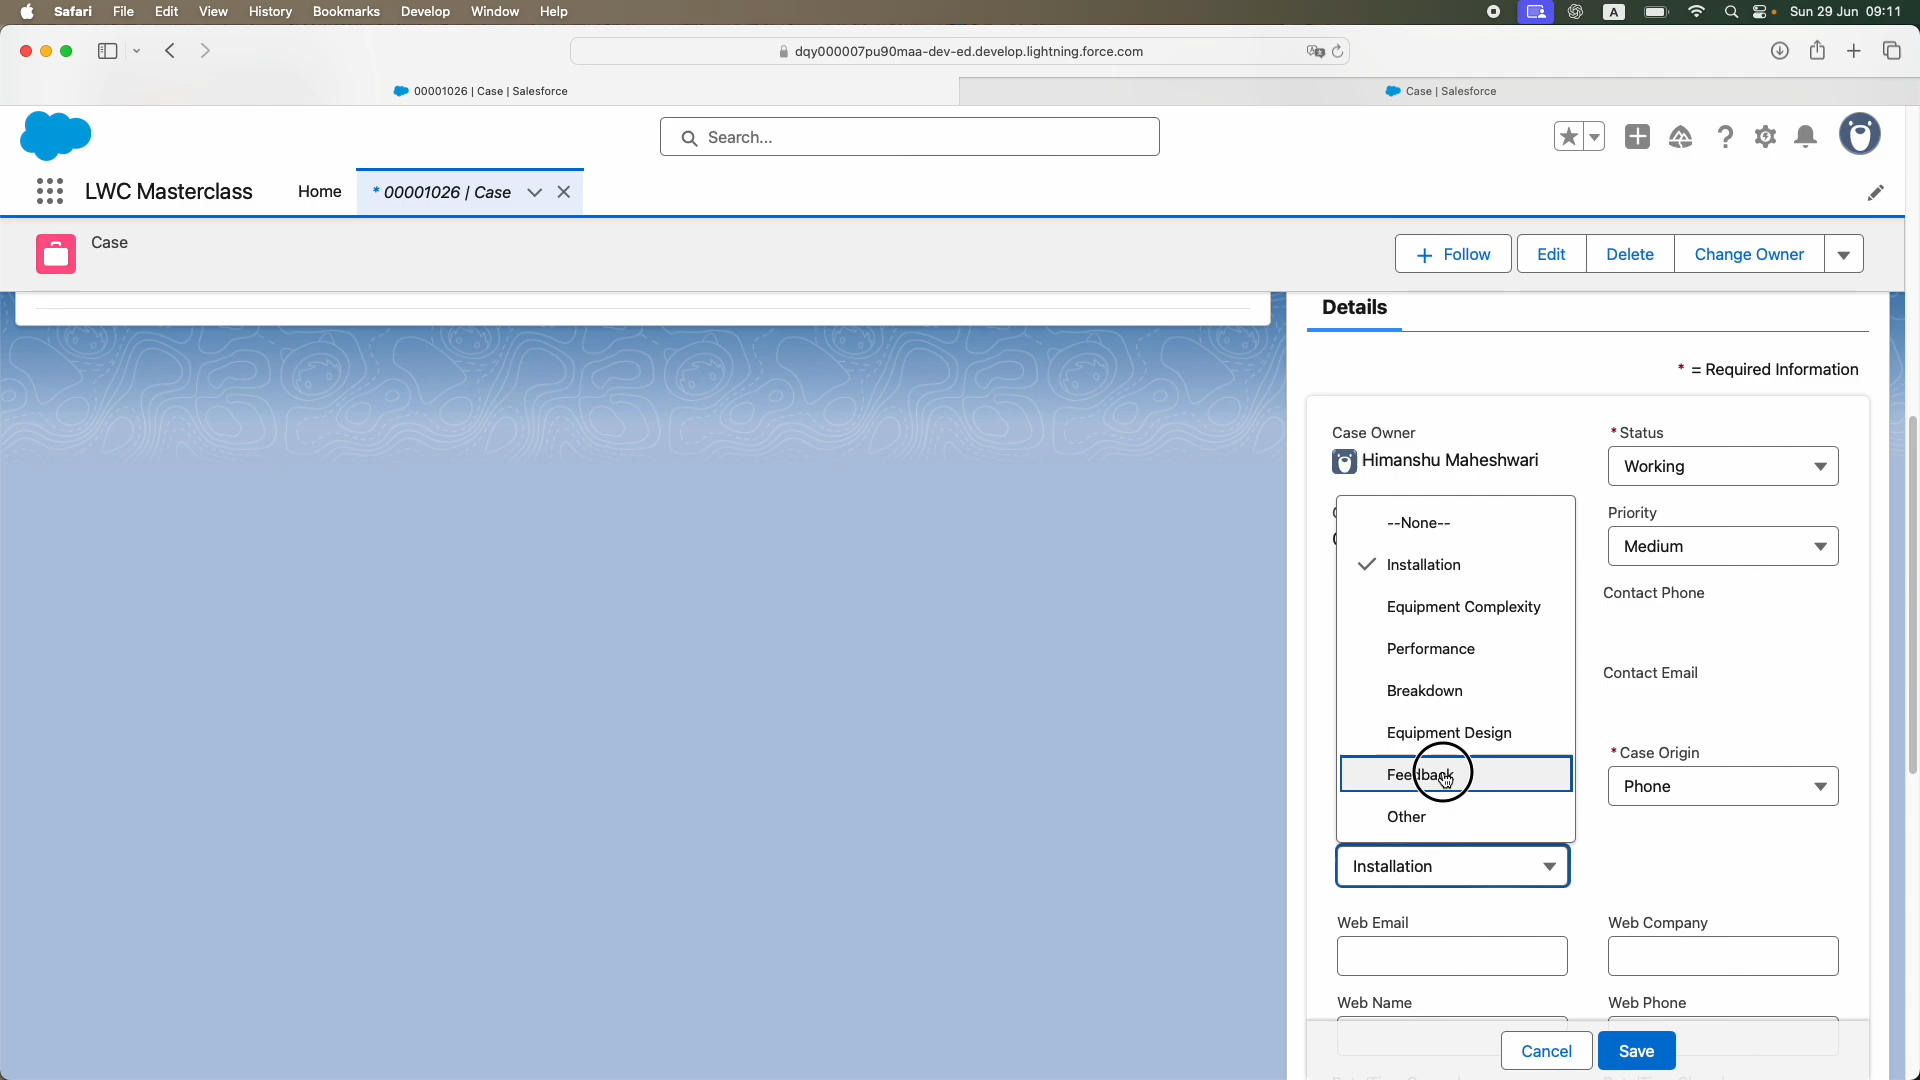 Safari File Edit View History Bookmarks Develop Window Help
A
Sun 29 Jun 09:11
dqy000007pu90maa-dev-ed.develop.lightning.force.com
00001026 | Case | Salesforce
Case | Salesforce
Search...
LWC Masterclass
Home
* 00001026 | Case
Case
Follow
Edit
Delete
Change Owner
Details
* = Required Information
Case Owner
Himanshu Maheshwari
* Status
Working
--None--
Priority
Medium
Installation
Contact Phone
Equipment Complexity
Performance
Contact Email
Breakdown
Equipment Design
* Case Origin
Feedback
Phone
Other
Installation
Web Email
Web Company
Web Name
Web Phone
Cancel
Save